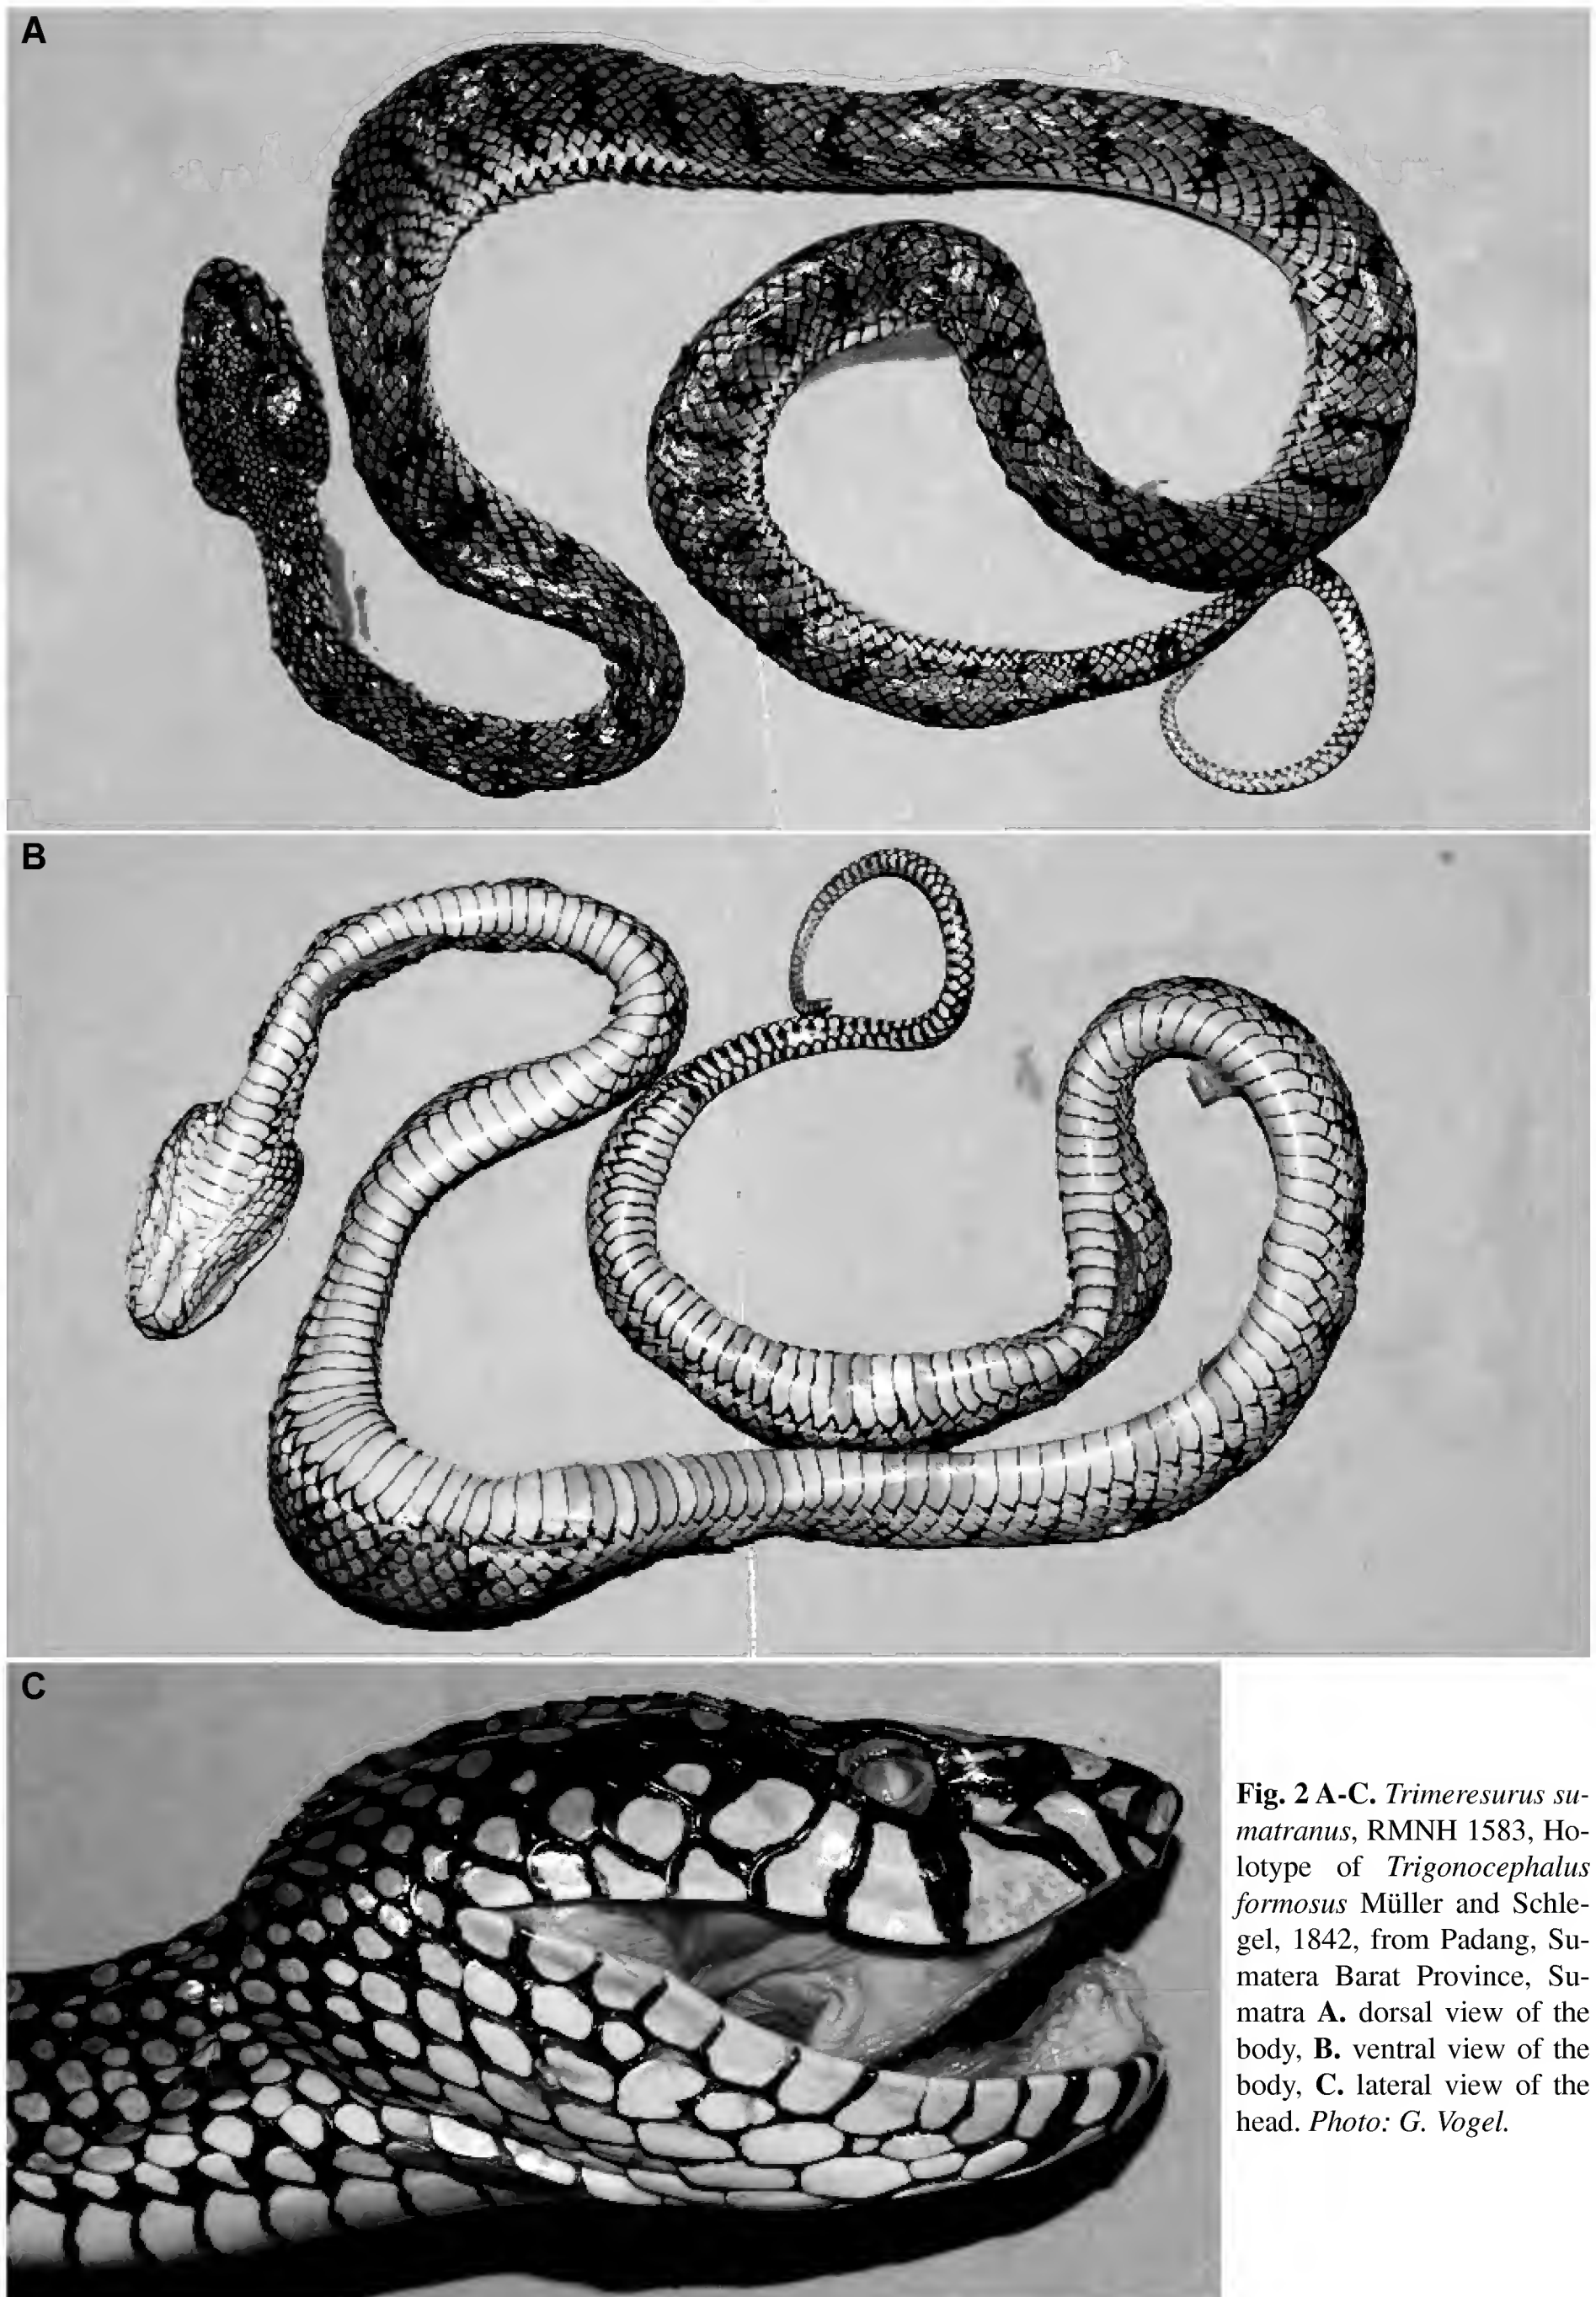 A
B
C
Fig. 2 A-C. Trimeresurus su-
matranus, RMNH 1583, Ho-
lotype of Trigonocephalus
formosus Müller and Schle-
gel, 1842, from Padang, Su-
matera Barat Province, Su-
matra A. dorsal view of the
body, B. ventral view of the
body, C. lateral view of the
head. Photo: G. Vogel.